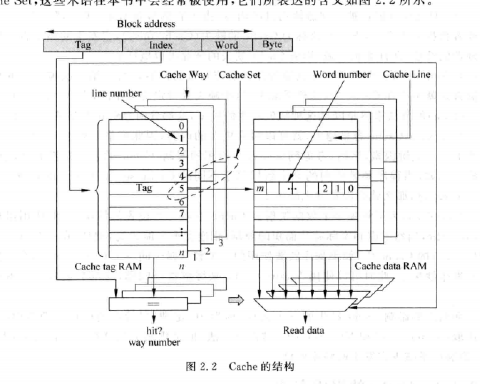 ne Set,这些术语在本书中会经常被使用,它们所表达的含义如图 2.2 所示。
Block address
Tag Index Word Byte
Cache Way Cache Set Word number Cache Line
line number
0
1
2
3
4
Tag 5 m ... 2 1 0
6
7
⋮
n 1 2 3
Cache tag RAM Cache data RAM
n
==
hit?
way number
Read data
图 2.2 Cache 的结构